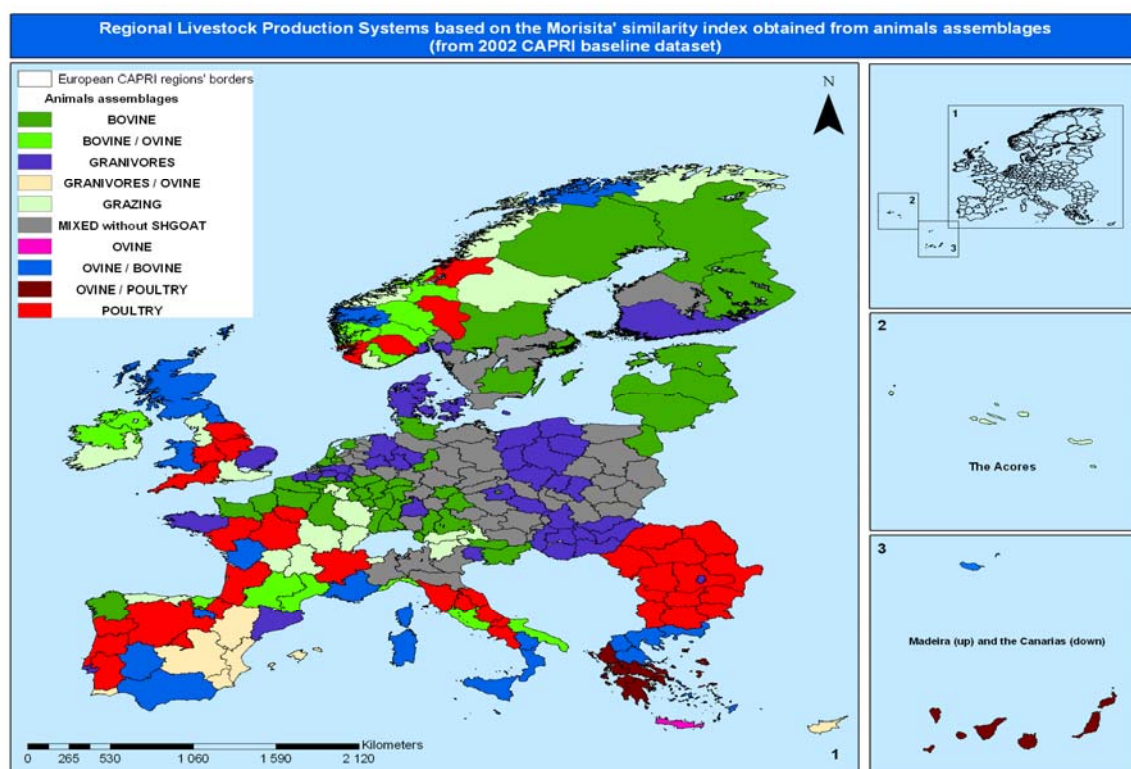 Regional Livestock Production Systems based on the Morisita' similarity index obtained from animals assemblages
(from 2002 CAPRI baseline dataset)
European CAPRI regions' borders
Animals assemblages
BOVINE
BOVINE / OVINE
GRANIVORES
GRANIVORES / OVINE
GRAZING
MIXED without SHGOAT
OVINE
OVINE / BOVINE
OVINE / POULTRY
POULTRY
N
Kilometers
0 265 530 1 060 1 590 2 120
1
1
2
3
2
The Acores
3
Madeira (up) and the Canarias (down)